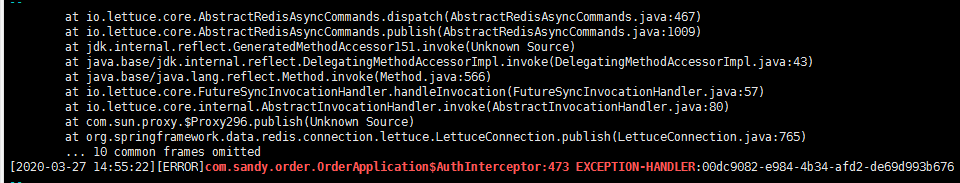 --
at io.lettuce.core.AbstractRedisAsyncCommands.dispatch(AbstractRedisAsyncCommands.java:467)
at io.lettuce.core.AbstractRedisAsyncCommands.publish(AbstractRedisAsyncCommands.java:1009)
at jdk.internal.reflect.GeneratedMethodAccessor151.invoke(Unknown Source)
at java.base/jdk.internal.reflect.DelegatingMethodAccessorImpl.invoke(DelegatingMethodAccessorImpl.java:43)
at java.base/java.lang.reflect.Method.invoke(Method.java:566)
at io.lettuce.core.FutureSyncInvocationHandler.handleInvocation(FutureSyncInvocationHandler.java:57)
at io.lettuce.core.internal.AbstractInvocationHandler.invoke(AbstractInvocationHandler.java:80)
at com.sun.proxy.$Proxy296.publish(Unknown Source)
at org.springframework.data.redis.connection.lettuce.LettuceConnection.publish(LettuceConnection.java:765)
... 10 common frames omitted
[2020-03-27 14:55:22][ERROR]com.sandy.order.OrderApplication$AuthInterceptor:473 EXCEPTION-HANDLER:00dc9082-e984-4b34-afd2-de69d993b676
--